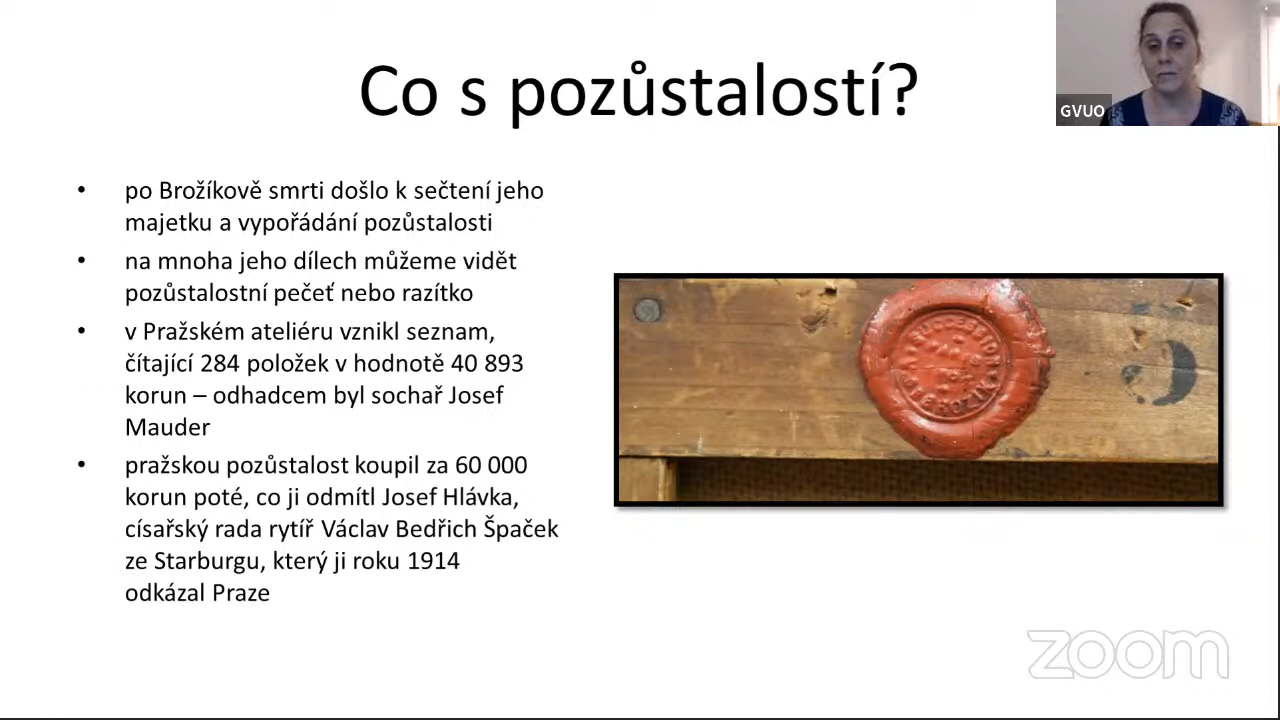 Co s pozůstalostí?
GVUO
• po Brožíkově smrti došlo k sečtení jeho
majetku a vypořádání pozůstalosti
• na mnoha jeho dílech můžeme vidět
pozůstalostní pečeť nebo razítko
• v Pražském ateliéru vznikl seznam,
čítající 284 položek v hodnotě 40 893
korun – odhadcem byl sochař Josef
Mauder
• pražskou pozůstalost koupil za 60 000
korun poté, co ji odmítl Josef Hlávka,
císařský rada rytíř Václav Bedřich Špaček
ze Starburgu, který ji roku 1914
odkázal Praze
SUCCESSION
zoom